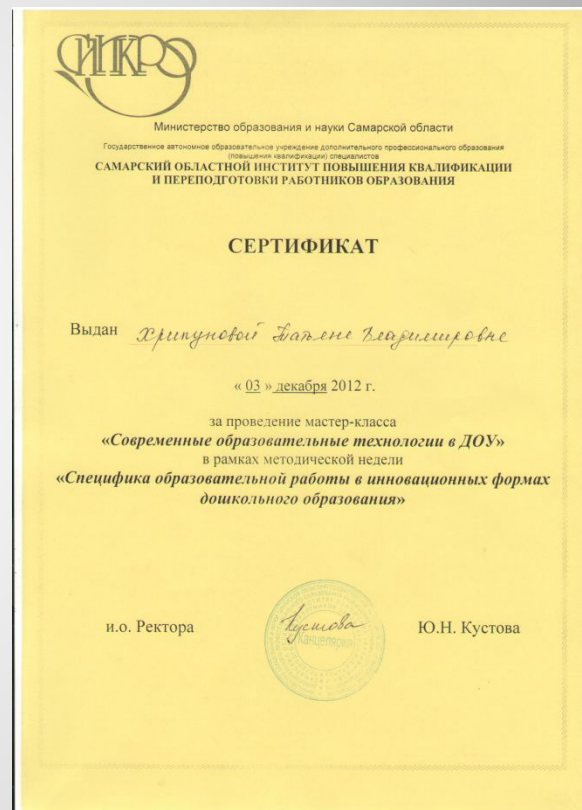 СИПКРО
Министерство образования и науки Самарской области
Государственное автономное образовательное учреждение дополнительного профессионального образования
(повышения квалификации) специалистов
САМАРСКИЙ ОБЛАСТНОЙ ИНСТИТУТ ПОВЫШЕНИЯ КВАЛИФИКАЦИИ
И ПЕРЕПОДГОТОВКИ РАБОТНИКОВ ОБРАЗОВАНИЯ
СЕРТИФИКАТ
Выдан Хрипуновой Татьяне Владимировне
« 03 » декабря 2012 г.
за проведение мастер-класса
«Современные образовательные технологии в ДОУ»
в рамках методической недели
«Специфика образовательной работы в инновационных формах
дошкольного образования»
и.о. Ректора Кустова Ю.Н. Кустова
Канцелярия